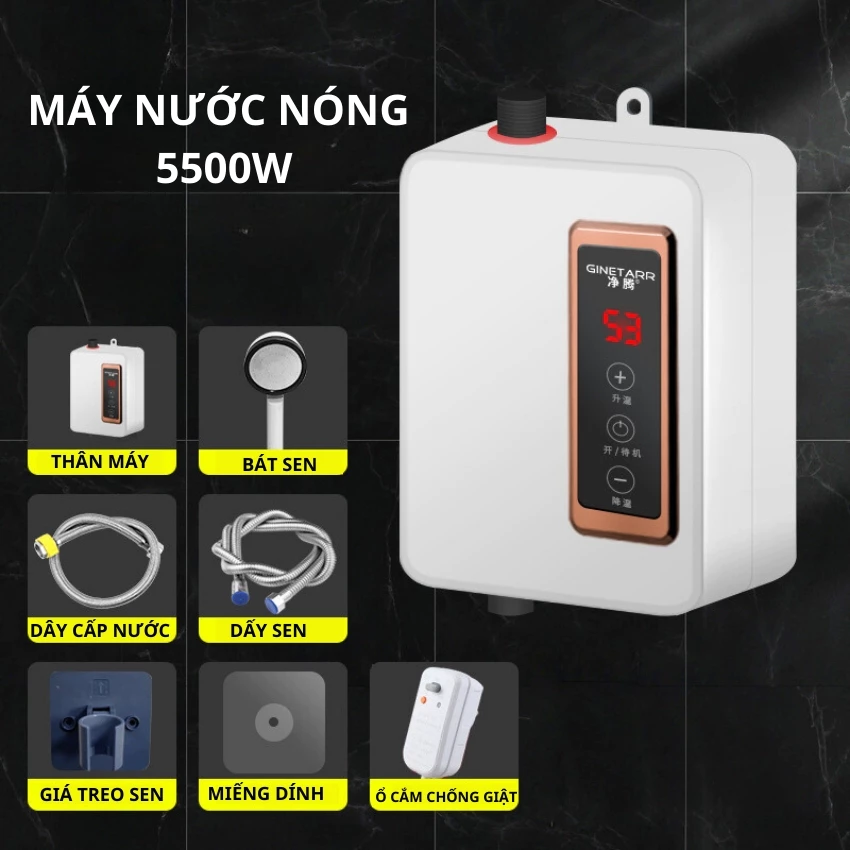 MÁY NƯỚC NÓNG
5500W
GINETARR
净腾®
53
+
升温
开/待机
−
降温
THÂN MÁY
BÁT SEN
DÂY CẤP NƯỚC
DẤY SEN
GIÁ TREO SEN
MIẾNG DÍNH
Ổ CẮM CHỐNG GIẬT